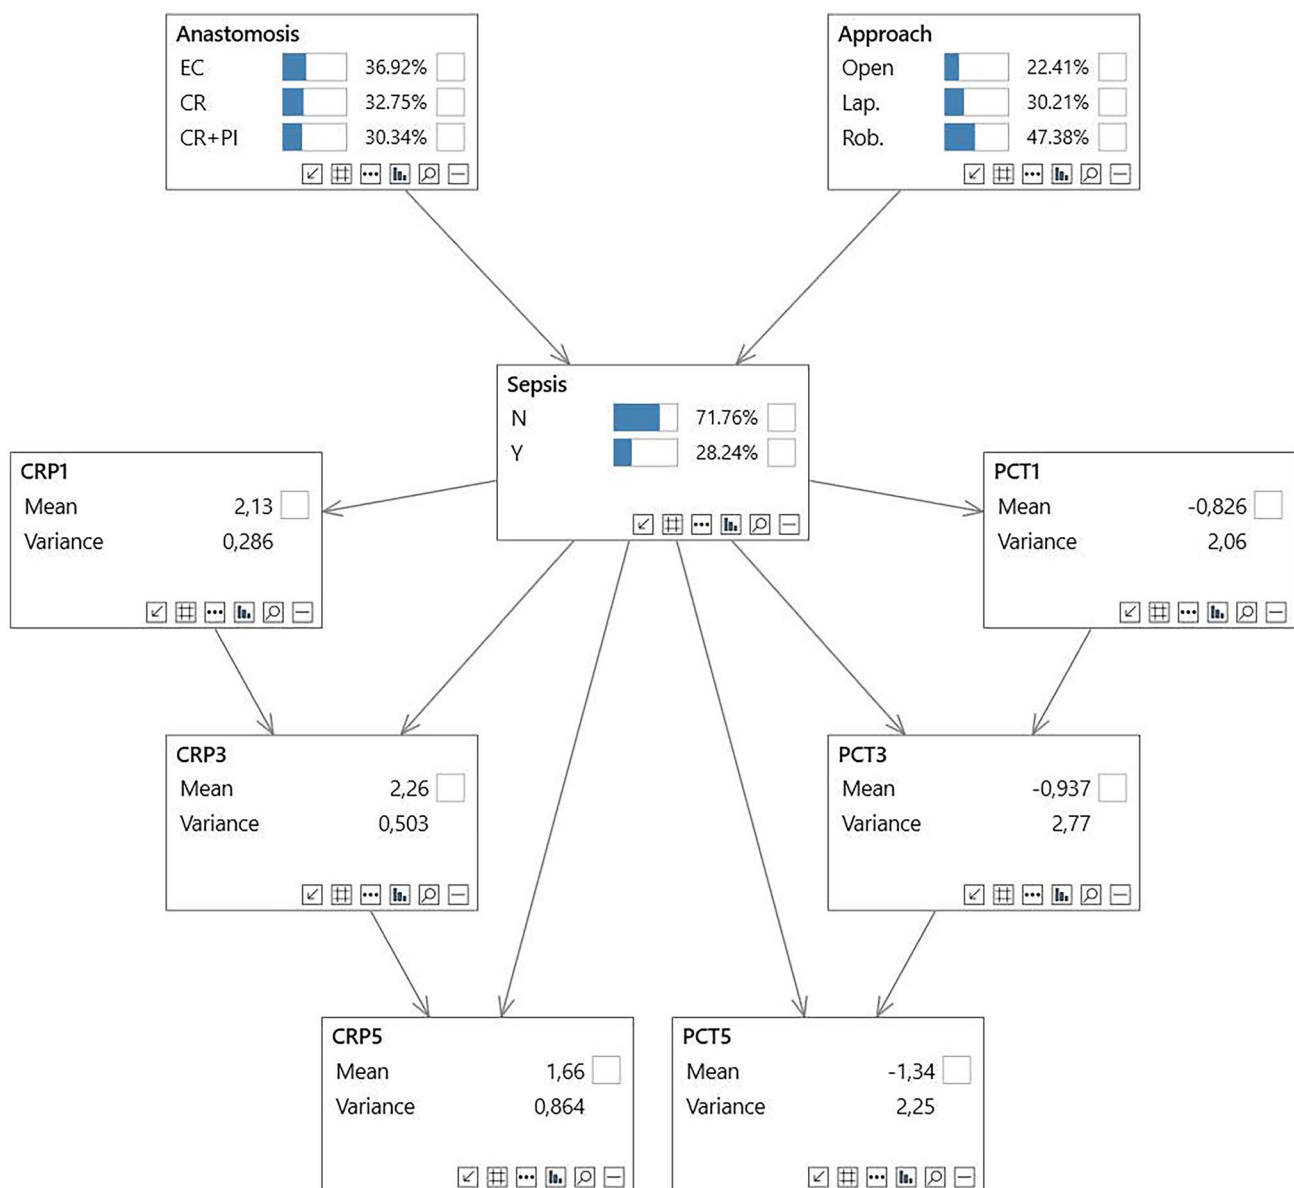 Anastomosis
EC 36.92%
CR 32.75%
CR+PI 30.34%
Approach
Open 22.41%
Lap. 30.21%
Rob. 47.38%
Sepsis
N 71.76%
Y 28.24%
CRP1
Mean 2,13
Variance 0,286
PCT1
Mean -0,826
Variance 2,06
CRP3
Mean 2,26
Variance 0,503
PCT3
Mean -0,937
Variance 2,77
CRP5
Mean 1,66
Variance 0,864
PCT5
Mean -1,34
Variance 2,25